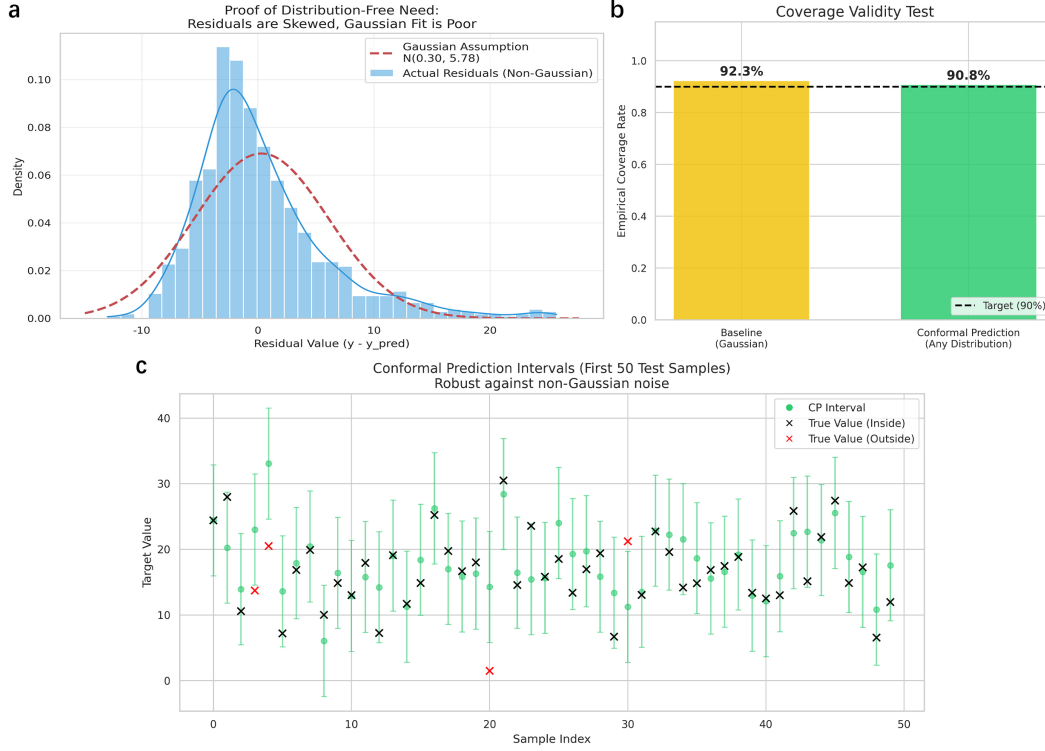 a
Proof of Distribution-Free Need:
Residuals are Skewed, Gaussian Fit is Poor
Gaussian Assumption
N(0.30, 5.78)
Actual Residuals (Non-Gaussian)
Density
0.10
0.08
0.06
0.04
0.02
0.00
-10
0
10
20
Residual Value (y - y_pred)
b
Coverage Validity Test
92.3%
90.8%
Empirical Coverage Rate
1.0
0.8
0.6
0.4
0.2
0.0
Target (90%)
Baseline
(Gaussian)
Conformal Prediction
(Any Distribution)
c
Conformal Prediction Intervals (First 50 Test Samples)
Robust against non-Gaussian noise
CP Interval
True Value (Inside)
True Value (Outside)
Target Value
40
30
20
10
0
0
10
20
30
40
50
Sample Index